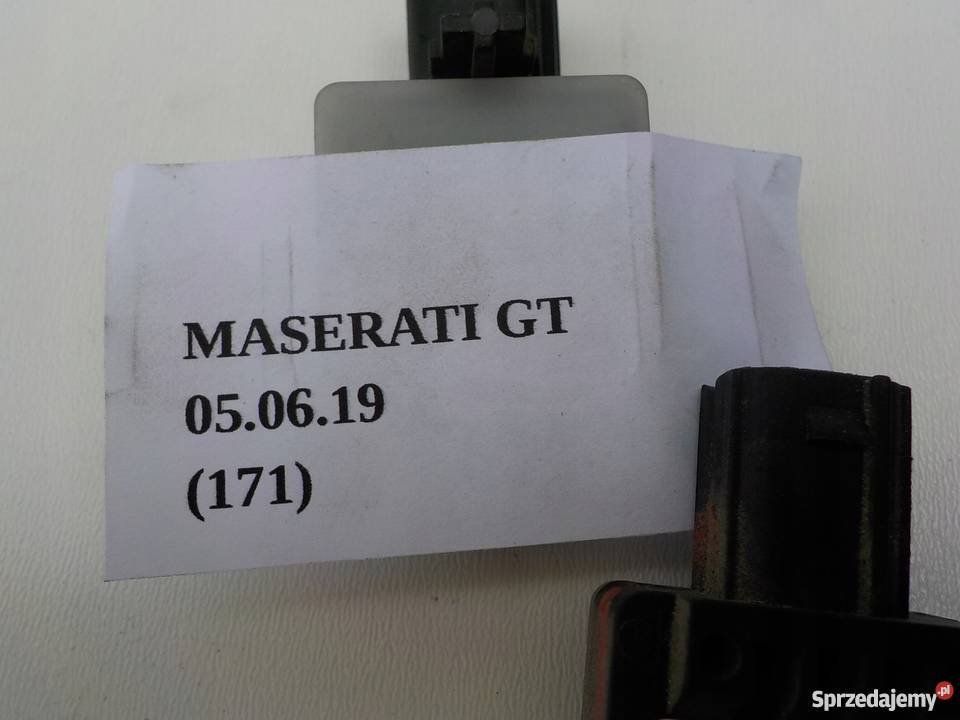 MASERATI GT
05.06.19
(171)
Sprzedajemy.pl